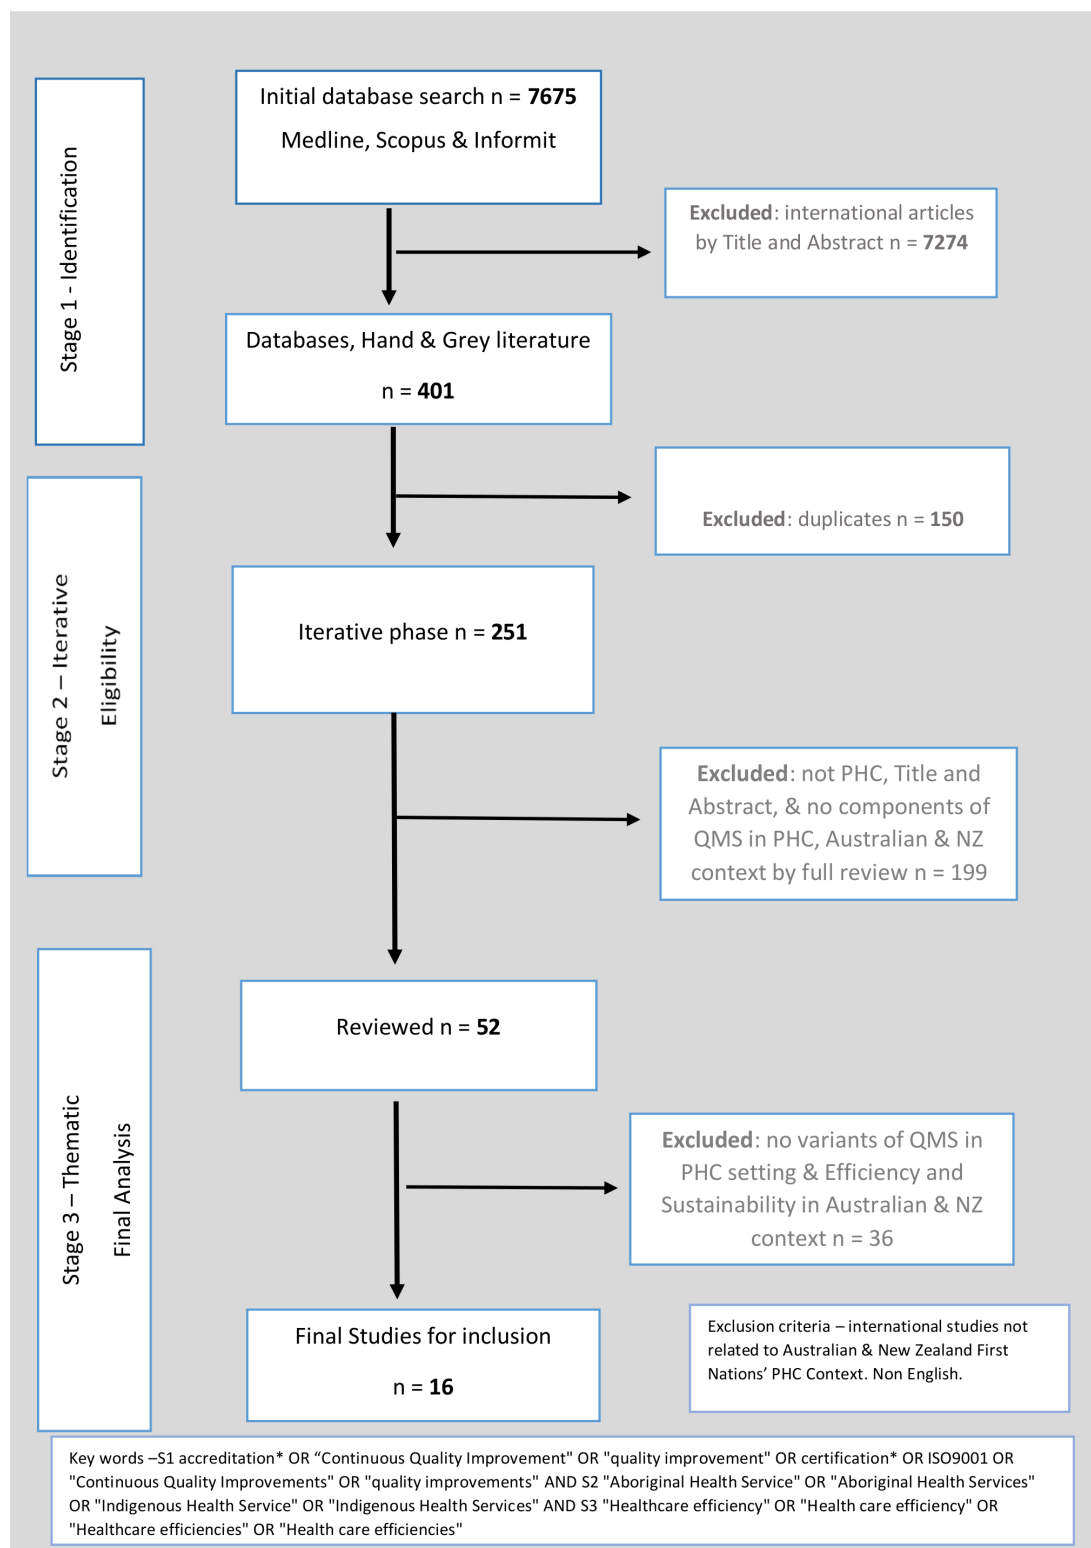 Stage 1 - Identification
Initial database search n = 7675
Medline, Scopus & Informit
Excluded: international articles
by Title and Abstract n = 7274
Databases, Hand & Grey literature
n = 401
Excluded: duplicates n = 150
Stage 2 – Iterative
Eligibility
Iterative phase n = 251
Excluded: not PHC, Title and
Abstract, & no components of
QMS in PHC, Australian & NZ
context by full review n = 199
Stage 3 – Thematic
Final Analysis
Reviewed n = 52
Excluded: no variants of QMS in
PHC setting & Efficiency and
Sustainability in Australian & NZ
context n = 36
Final Studies for inclusion
n = 16
Exclusion criteria – international studies not
related to Australian & New Zealand First
Nations’ PHC Context. Non English.
Key words –S1 accreditation* OR “Continuous Quality Improvement" OR "quality improvement" OR certification* OR ISO9001 OR
"Continuous Quality Improvements" OR "quality improvements" AND S2 "Aboriginal Health Service" OR "Aboriginal Health Services"
OR "Indigenous Health Service" OR "Indigenous Health Services" AND S3 "Healthcare efficiency" OR "Health care efficiency" OR
"Healthcare efficiencies" OR "Health care efficiencies"